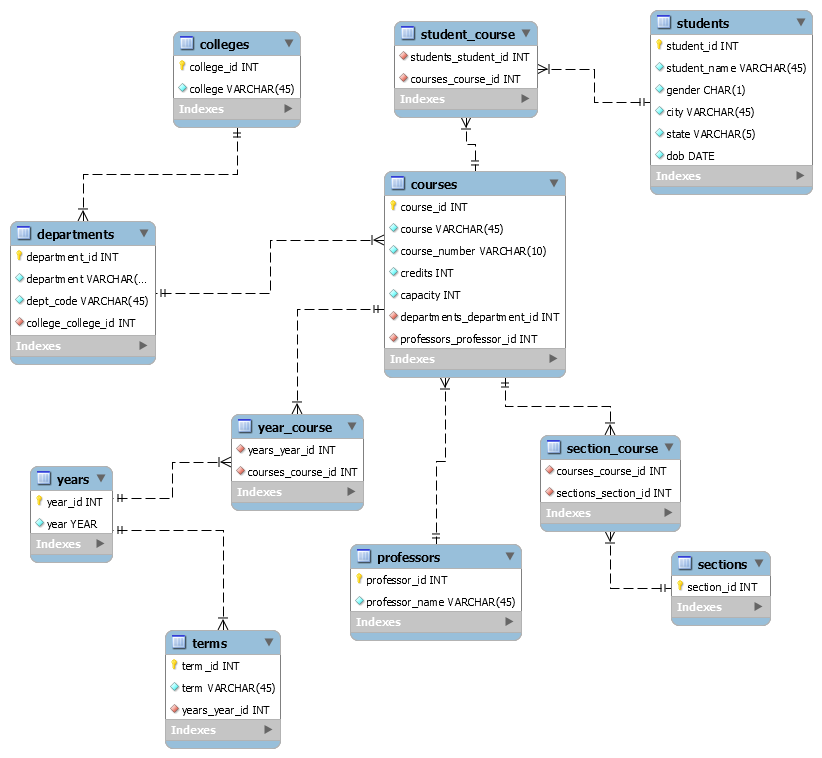 colleges
college_id INT
college VARCHAR(45)
Indexes
student_course
students_student_id INT
courses_course_id INT
Indexes
students
student_id INT
student_name VARCHAR(45)
gender CHAR(1)
city VARCHAR(45)
state VARCHAR(5)
dob DATE
Indexes
departments
department_id INT
department VARCHAR(...
dept_code VARCHAR(45)
college_college_id INT
Indexes
courses
course_id INT
course VARCHAR(45)
course_number VARCHAR(10)
credits INT
capacity INT
departments_department_id INT
professors_professor_id INT
Indexes
year_course
years_year_id INT
courses_course_id INT
Indexes
section_course
courses_course_id INT
sections_section_id INT
Indexes
years
year_id INT
year YEAR
Indexes
professors
professor_id INT
professor_name VARCHAR(45)
Indexes
sections
section_id INT
Indexes
terms
term_id INT
term VARCHAR(45)
years_year_id INT
Indexes